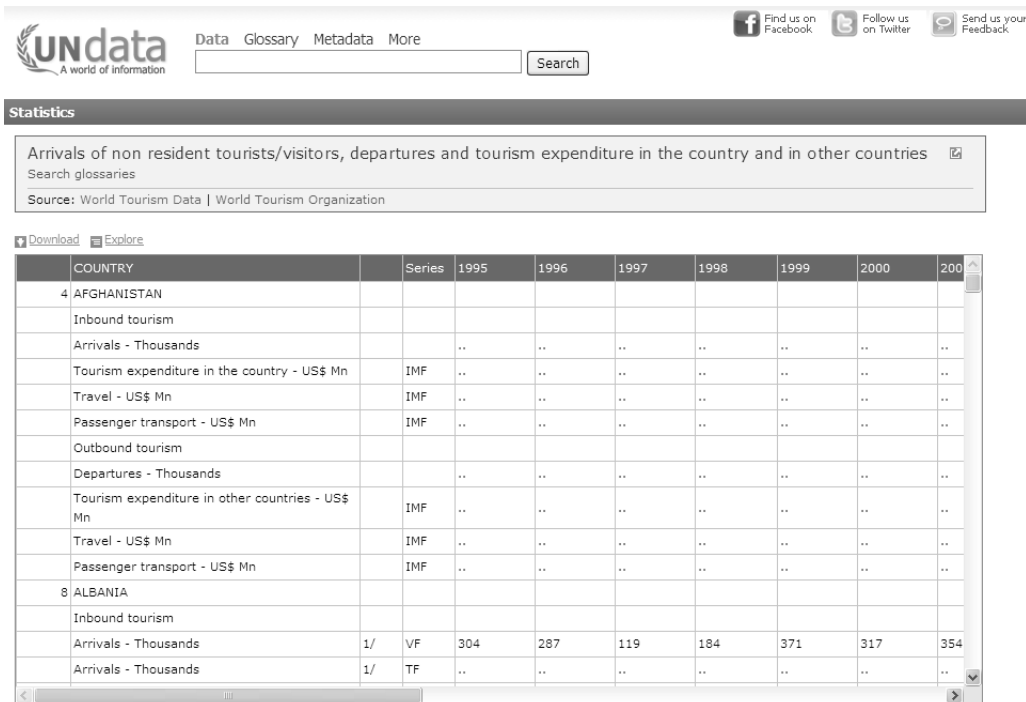 Find us on Facebook
Follow us on Twitter
Send us your Feedback
UNdata
A world of information
Data Glossary Metadata More
Search
Statistics
Arrivals of non resident tourists/visitors, departures and tourism expenditure in the country and in other countries
Search glossaries
Source: World Tourism Data | World Tourism Organization
Download Explore
COUNTRY Series 1995 1996 1997 1998 1999 2000 200
4 AFGHANISTAN
Inbound tourism
Arrivals - Thousands .. .. .. .. .. .. ..
Tourism expenditure in the country - US$ Mn IMF .. .. .. .. .. .. ..
Travel - US$ Mn IMF .. .. .. .. .. .. ..
Passenger transport - US$ Mn IMF .. .. .. .. .. .. ..
Outbound tourism
Departures - Thousands .. .. .. .. .. .. ..
Tourism expenditure in other countries - US$
Mn IMF .. .. .. .. .. .. ..
Travel - US$ Mn IMF .. .. .. .. .. .. ..
Passenger transport - US$ Mn IMF .. .. .. .. .. .. ..
8 ALBANIA
Inbound tourism
Arrivals - Thousands 1/ VF 304 287 119 184 371 317 354
Arrivals - Thousands 1/ TF .. .. .. .. .. .. ..